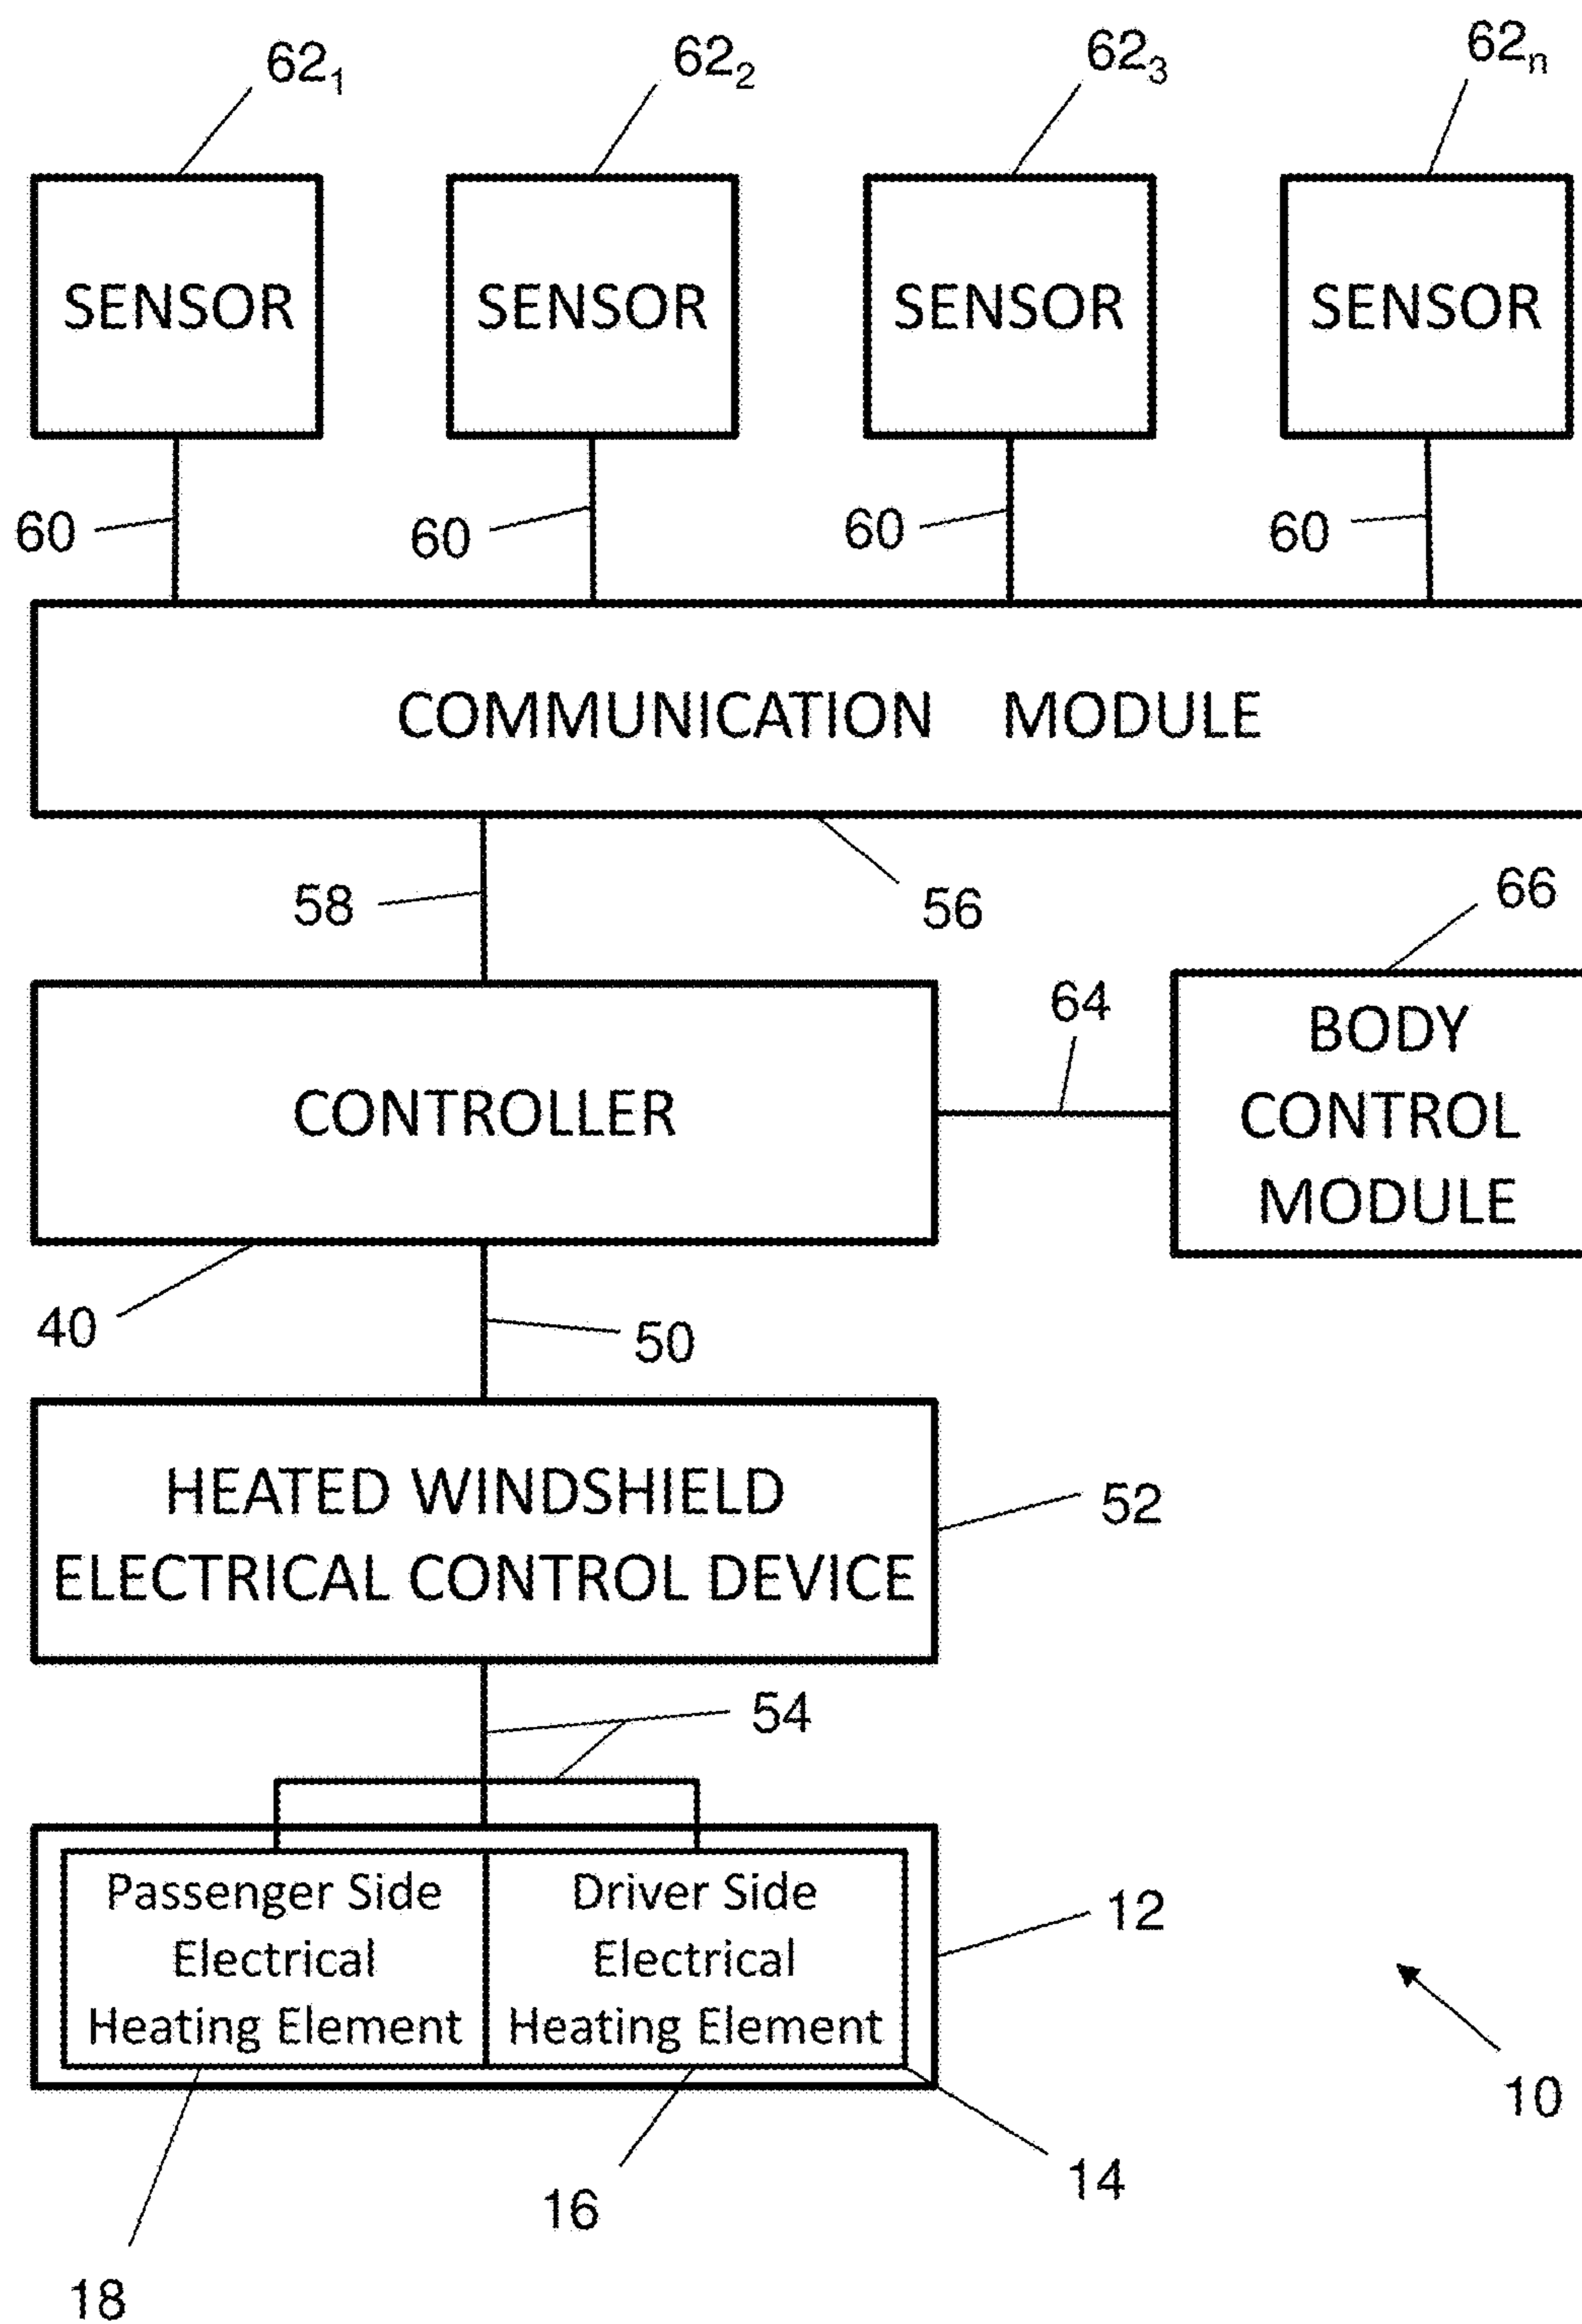 62₁ 62₂ 62₃ 62ₙ
SENSOR SENSOR SENSOR SENSOR
60 60 60 60
COMMUNICATION MODULE
58 56 66
64
BODY
CONTROL
MODULE
CONTROLLER
40 50
HEATED WINDSHIELD
ELECTRICAL CONTROL DEVICE
52
54
Passenger Side
Electrical
Heating Element
Driver Side
Electrical
Heating Element
12
10
14
16
18